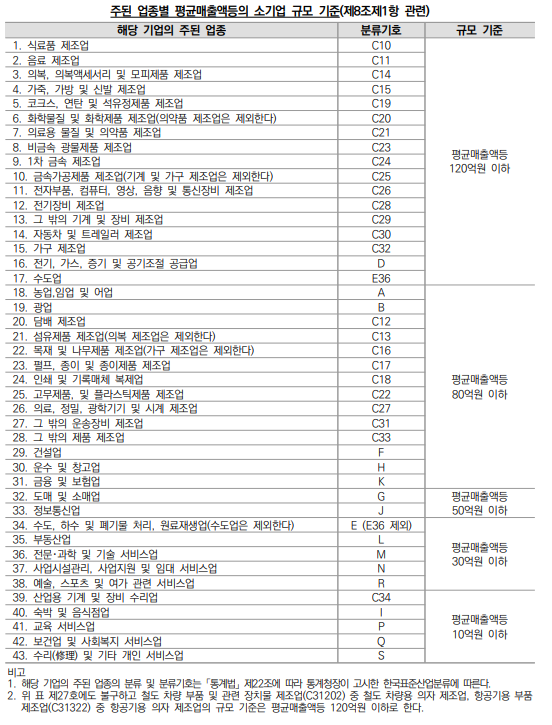 주된 업종별 평균매출액등의 소기업 규모 기준(제8조제1항 관련)
해당 기업의 주된 업종 분류기호 규모 기준
1. 식료품 제조업 C10
2. 음료 제조업 C11
3. 의복, 의복액세서리 및 모피제품 제조업 C14
4. 가죽, 가방 및 신발 제조업 C15
5. 코크스, 연탄 및 석유정제품 제조업 C19
6. 화학물질 및 화학제품 제조업(의약품 제조업은 제외한다) C20
7. 의료용 물질 및 의약품 제조업 C21
8. 비금속 광물제품 제조업 C23
9. 1차 금속 제조업 C24
10. 금속가공제품 제조업(기계 및 가구 제조업은 제외한다) C25
11. 전자부품, 컴퓨터, 영상, 음향 및 통신장비 제조업 C26
12. 전기장비 제조업 C28
13. 그 밖의 기계 및 장비 제조업 C29
14. 자동차 및 트레일러 제조업 C30
15. 가구 제조업 C32
16. 전기, 가스, 증기 및 공기조절 공급업 D
17. 수도업 E36
평균매출액등
120억원 이하
18. 농업,임업 및 어업 A
19. 광업 B
20. 담배 제조업 C12
21. 섬유제품 제조업(의복 제조업은 제외한다) C13
22. 목재 및 나무제품 제조업(가구 제조업은 제외한다) C16
23. 펄프, 종이 및 종이제품 제조업 C17
24. 인쇄 및 기록매체 복제업 C18
25. 고무제품, 및 플라스틱제품 제조업 C22
26. 의료, 정밀, 광학기기 및 시계 제조업 C27
27. 그 밖의 운송장비 제조업 C31
28. 그 밖의 제품 제조업 C33
29. 건설업 F
30. 운수 및 창고업 H
31. 금융 및 보험업 K
평균매출액등
80억원 이하
32. 도매 및 소매업 G
33. 정보통신업 J
평균매출액등
50억원 이하
34. 수도, 하수 및 폐기물 처리, 원료재생업(수도업은 제외한다) E (E36 제외)
35. 부동산업 L
36. 전문·과학 및 기술 서비스업 M
37. 사업시설관리, 사업지원 및 임대 서비스업 N
38. 예술, 스포츠 및 여가 관련 서비스업 R
평균매출액등
30억원 이하
39. 산업용 기계 및 장비 수리업 C34
40. 숙박 및 음식점업 I
41. 교육 서비스업 P
42. 보건업 및 사회복지 서비스업 Q
43. 수리(修理) 및 기타 개인 서비스업 S
평균매출액등
10억원 이하
비고
1. 해당 기업의 주된 업종의 분류 및 분류기호는 「통계법」 제22조에 따라 통계청장이 고시한 한국표준산업분류에 따른다.
2. 위 표 제27호에도 불구하고 철도 차량 부품 및 관련 장치물 제조업(C31202) 중 철도 차량용 의자 제조업, 항공기용 부품
제조업(C31322) 중 항공기용 의자 제조업의 규모 기준은 평균매출액등 120억원 이하로 한다.